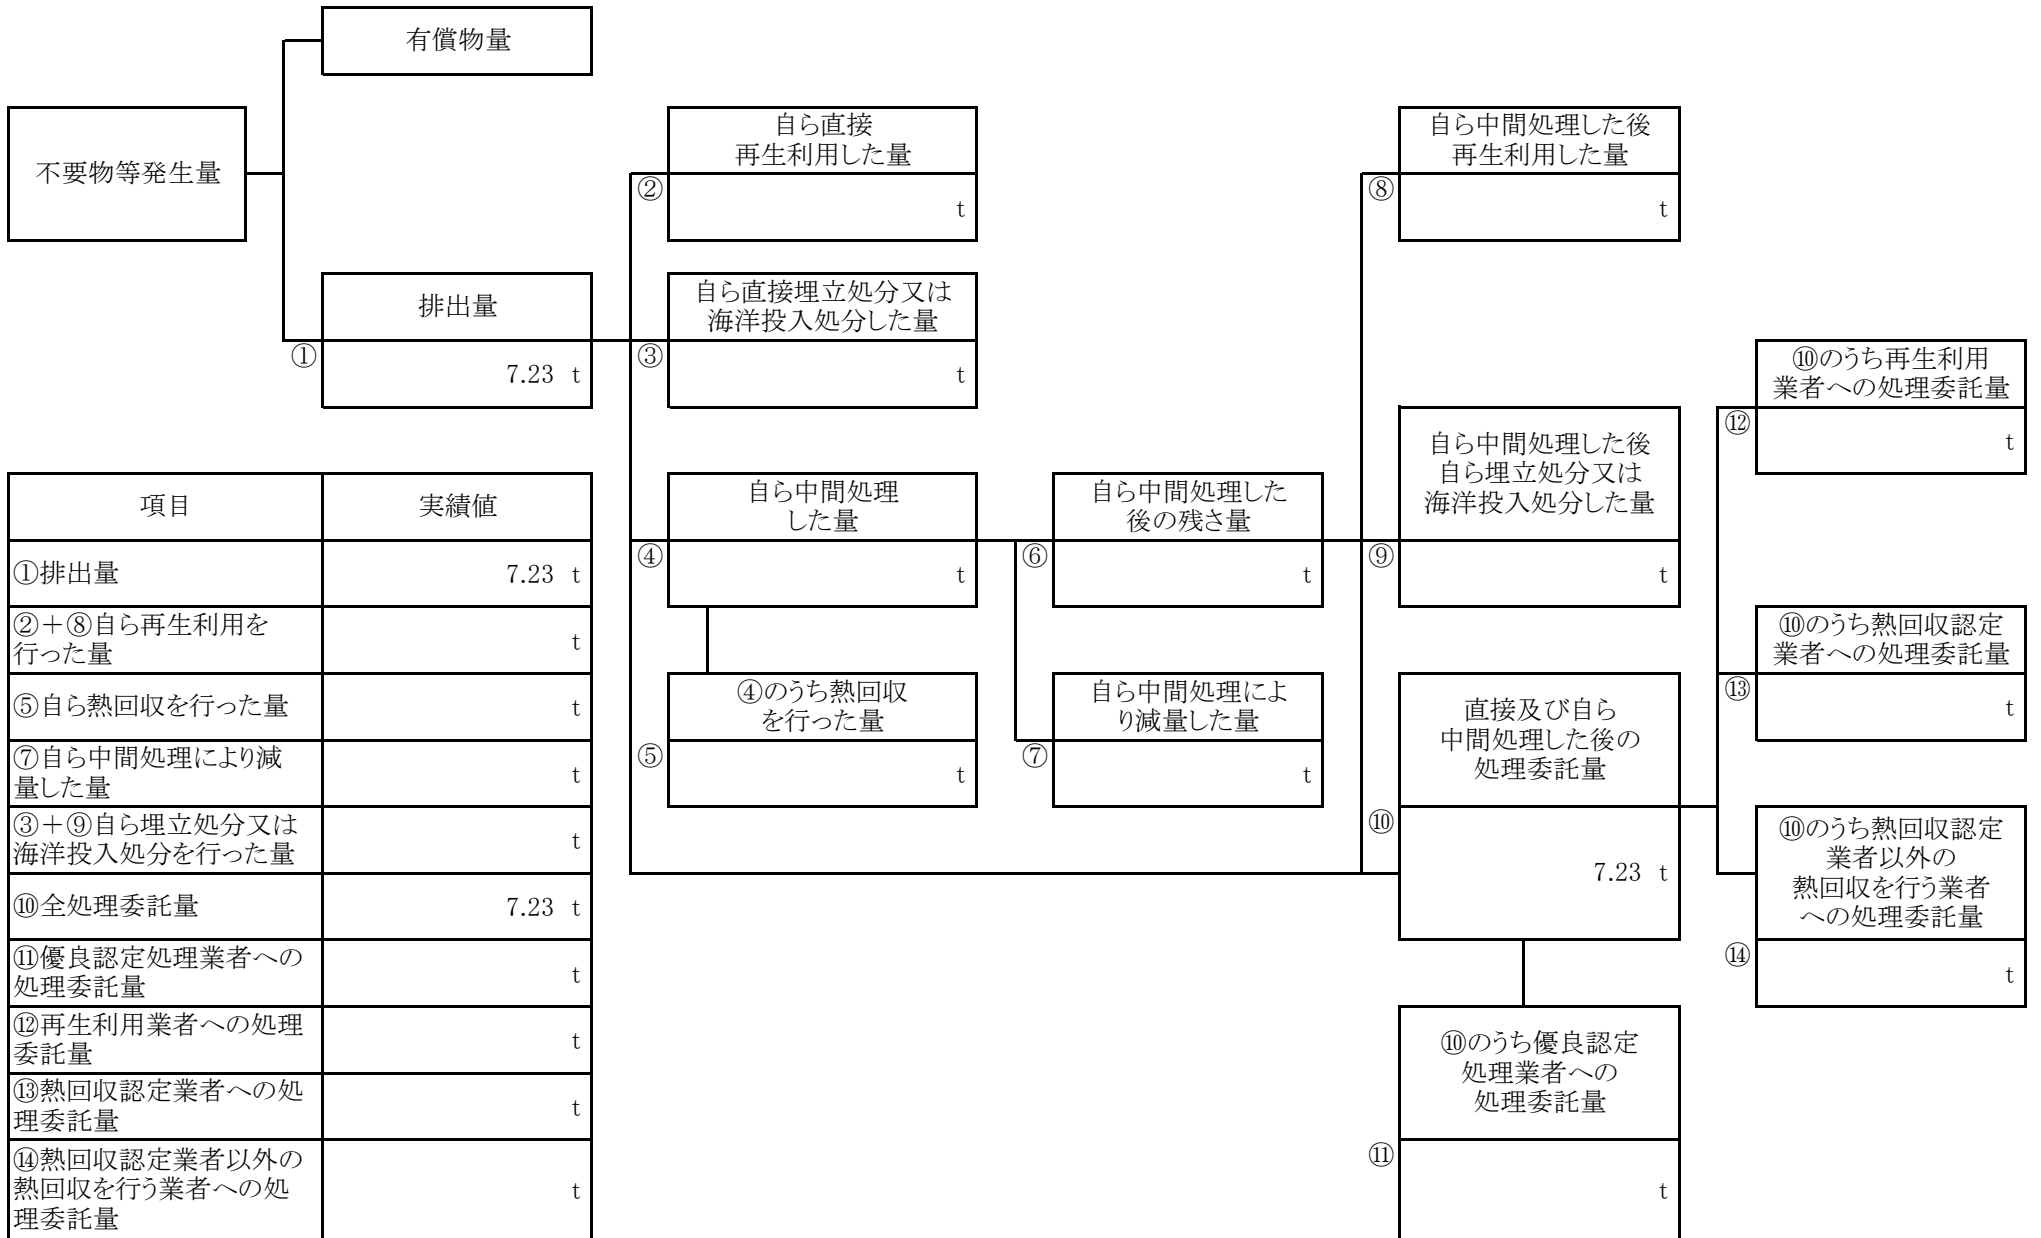 有償物量
不要物等発生量
自ら直接
再生利用した量
②
t
自ら中間処理した後
再生利用した量
⑧
t
排出量
①
7.23 t
自ら直接埋立処分又は
海洋投入処分した量
③
t
⑩のうち再生利用
業者への処理委託量
⑫
t
自ら中間処理
した量
④
t
自ら中間処理した
後の残さ量
⑥
t
自ら中間処理した後
自ら埋立処分又は
海洋投入処分した量
⑨
t
⑩のうち熱回収認定
業者への処理委託量
⑬
t
④のうち熱回収
を行った量
⑤
t
自ら中間処理によ
り減量した量
⑦
t
直接及び自ら
中間処理した後の
処理委託量
⑩
7.23 t
⑩のうち熱回収認定
業者以外の
熱回収を行う業者
への処理委託量
⑭
t
⑩のうち優良認定
処理業者への
処理委託量
⑪
t
項目 実績値
①排出量 7.23 t
②＋⑧自ら再生利用を
行った量
t
⑤自ら熱回収を行った量 t
⑦自ら中間処理により減
量した量
t
③＋⑨自ら埋立処分又は
海洋投入処分を行った量
t
⑩全処理委託量 7.23 t
⑪優良認定処理業者への
処理委託量
t
⑫再生利用業者への処理
委託量
t
⑬熱回収認定業者への処
理委託量
t
⑭熱回収認定業者以外の
熱回収を行う業者への処
理委託量
t